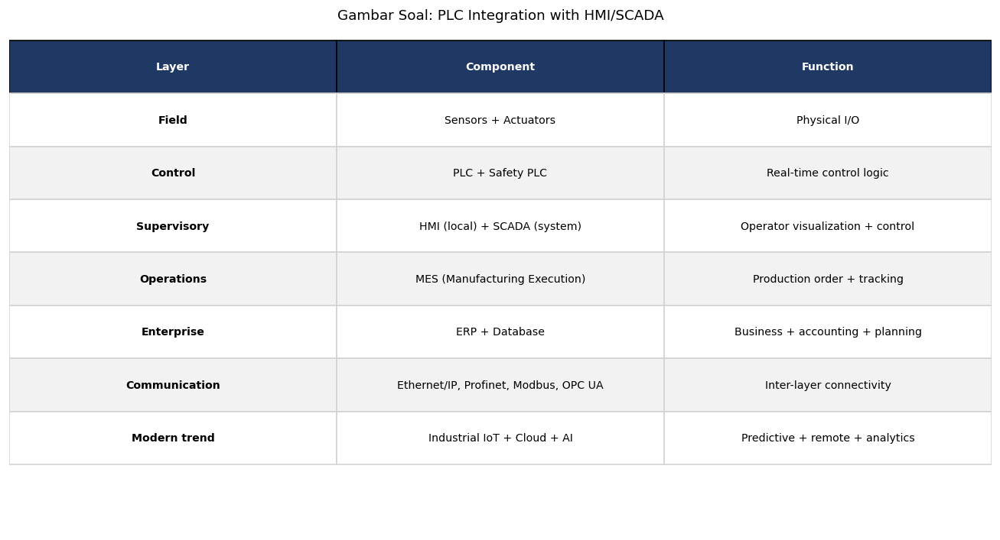 Gambar Soal: PLC Integration with HMI/SCADA
Layer Component Function
Field Sensors + Actuators Physical I/O
Control PLC + Safety PLC Real-time control logic
Supervisory HMI (local) + SCADA (system) Operator visualization + control
Operations MES (Manufacturing Execution) Production order + tracking
Enterprise ERP + Database Business + accounting + planning
Communication Ethernet/IP, Profinet, Modbus, OPC UA Inter-layer connectivity
Modern trend Industrial IoT + Cloud + AI Predictive + remote + analytics